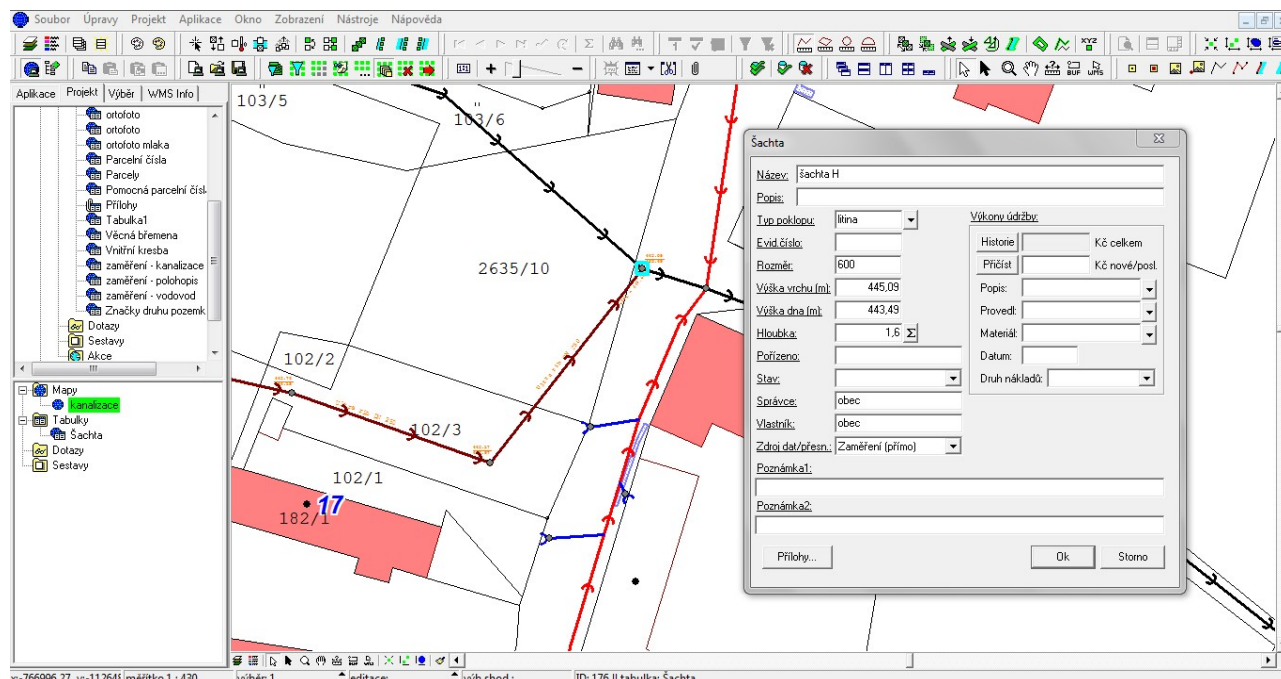 Soubor Úpravy Projekt Aplikace Okno Zobrazení Nástroje Nápověda
Aplikace Projekt Výběr WMS Info
ortofoto
ortofoto
ortofoto mlaka
Parcelní čísla
Parcely
Pomocná parcelní čísl
Přílohy
Tabulka1
Věcná břemena
Vnitřní kresba
zaměření - kanalizace
zaměření - polohopis
zaměření - vodovod
Značky druhu pozemk
Dotazy
Sestavy
Akce
Mapy
kanalizace
Tabulky
Šachta
Dotazy
Sestavy
103/5
103/6
2635/10
102/2
102/3
102/1
17
182/1
Šachta
Název: šachta H
Popis:
Typ poklopu: litina
Evid.číslo:
Rozměr: 600
Výška vrchu (m): 445,09
Výška dna (m): 443,49
Hloubka: 1,6 Σ
Pořízeno:
Stav:
Správce: obec
Vlastník: obec
Zdroj dat/přesn.: Zaměření (přímo)
Výkony údržby:
Historie Kč celkem
Přičíst Kč nové/posl.
Popis:
Provedl:
Materiál:
Datum:
Druh nákladů:
Poznámka1:
Poznámka2:
Přílohy... Ok Storno
měřítko 1 : 430 výběr: 1 editace: výb.shod.: ID: 176 II tabulka: Šachta